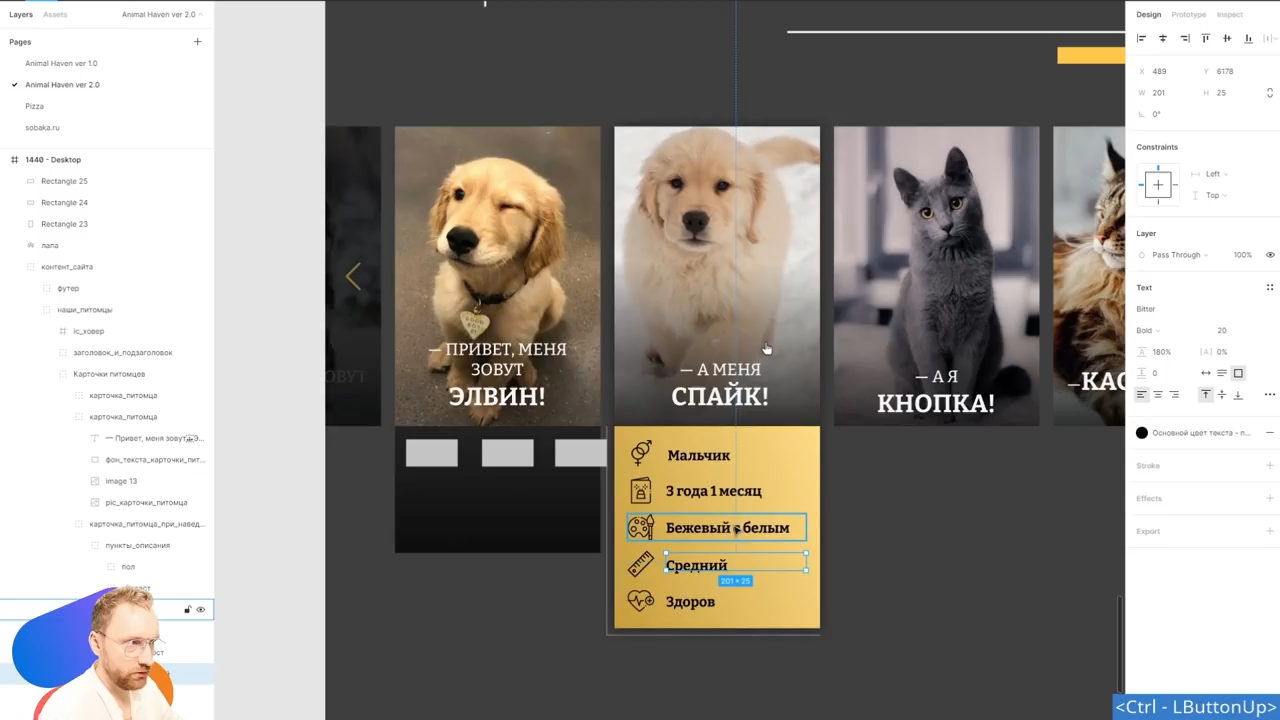 Layers
Assets
Animal Haven ver 2.0
Pages
Animal Haven ver 1.0
Animal Haven ver 2.0
Pizza
sobaka.ru
1440 - Desktop
Rectangle 25
Rectangle 24
Rectangle 23
лапа
контент_сайта
футер
наши_питомцы
ic_ховер
заголовок_и_подзаголовок
Карточки питомцев
карточка_питомца
карточка_питомца
— Привет, меня зовут
фон_текста_карточки_пит...
image 13
pic_карточки_питомца
карточка_питомца_при_навед...
пункты_описания
пол
— ПРИВЕТ, МЕНЯ
ЗОВУТ
ЭЛВИН!
— А МЕНЯ
СПАЙК!
— А Я
КНОПКА!
Мальчик
3 года 1 месяц
Бежевый с белым
Средний
201 × 25
Здоров
Design
Prototype
Inspect
X 489
Y 6178
W 201
H 25
0°
Constraints
Left
Top
Layer
Pass Through
100%
Text
Bitter
Bold
20
180%
0%
0
Основной цвет текста - п...
Stroke
Effects
Export
<Ctrl - LButtonUp>